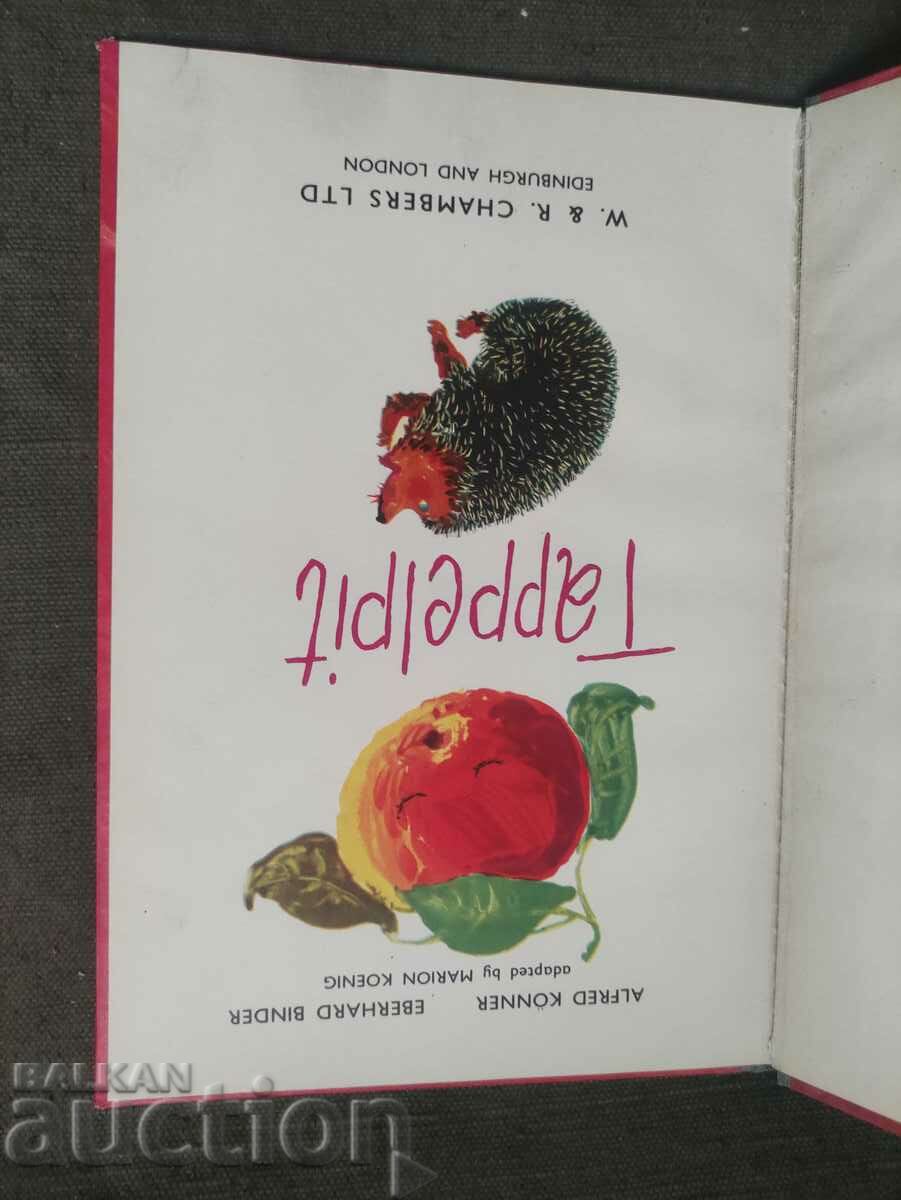 ALFRED KÖNNER EBERHARD BINDER
adapted by MARION KOENIG
Tappelpit
W. & R. CHAMBERS LTD
EDINBURGH AND LONDON
BALKAN
auction